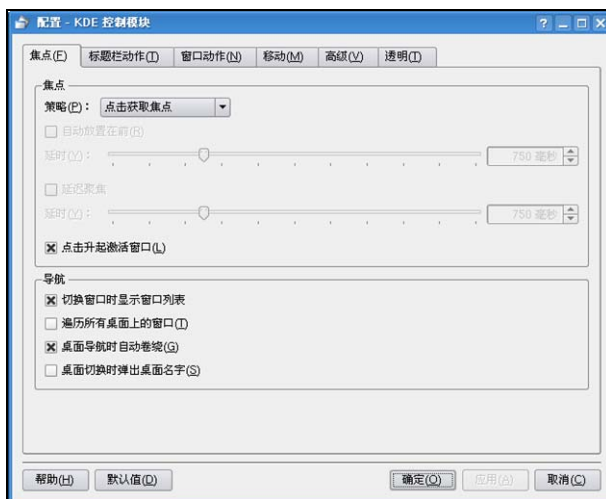 配置 - KDE 控制模块
焦点(F) 标题栏动作(T) 窗口动作(N) 移动(M) 高级(V) 透明(T)
焦点
策略(P): 点击获取焦点
自动放置在前(R)
延时(Y): 750 毫秒
延迟聚焦
延时(Y): 750 毫秒
点击升起激活窗口(L)
导航
切换窗口时显示窗口列表
遍历所有桌面上的窗口(T)
桌面导航时自动卷绕(G)
桌面切换时弹出桌面名字(S)
帮助(H) 默认值(D) 确定(O) 应用(A) 取消(C)